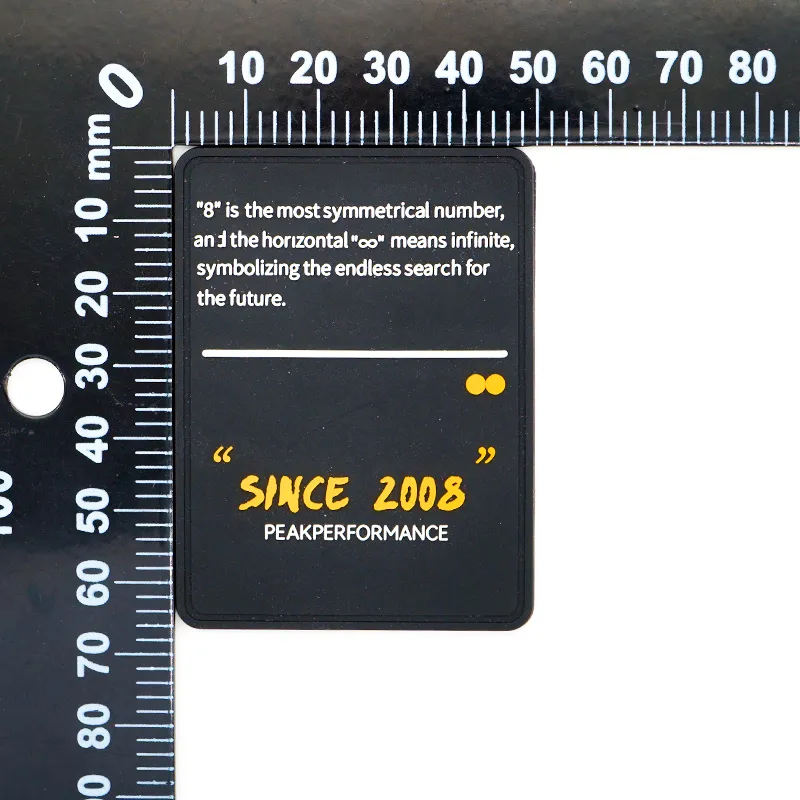 0
10 20 30 40 50 60 70 80
mm
10
20
30
40
50
60
70
80
"8" is the most symmetrical number,
and the horizontal "∞" means infinite,
symbolizing the endless search for
the future.
“ ”
SINCE 2008
PEAKPERFORMANCE